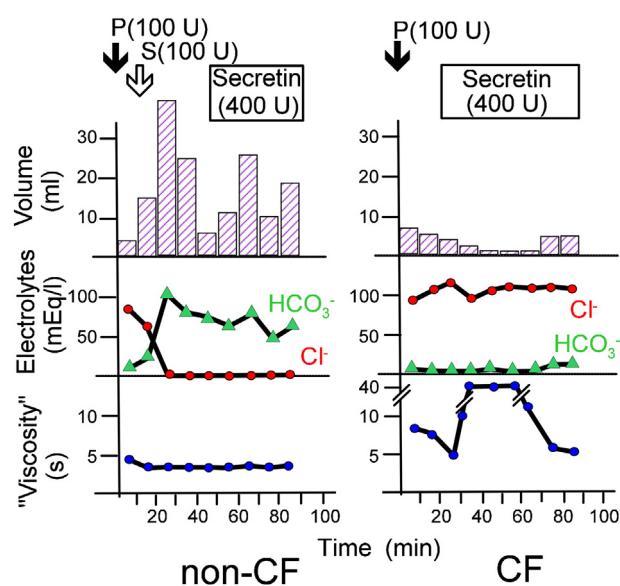 P(100 U)
S(100 U)
Secretin
(400 U)
P(100 U)
Secretin
(400 U)
Volume
(ml)
30
20
10
30
20
10
Electrolytes
(mEq/l)
100
50
HCO₃⁻
Cl⁻
100
50
Cl⁻
HCO₃⁻
"Viscosity"
(s)
10
5
40
10
5
20 40 60 80 100
20 40 60 80 100
Time (min)
non-CF
CF